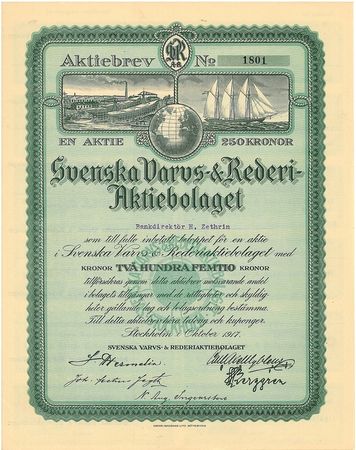 Aktiebrev No 1801
EN AKTIE 250 KRONOR
Svenska Varvs-&Rederi-
Aktiebolaget
Bankdirektör H. Zethrin
som till fullo inbetalt beloppet för en aktie
i Svenska Varvs- & Rederiaktiebolaget med
KRONOR TVÅ HUNDRA FEMTIO KRONOR
tillförsäkras genom detta aktiebrev motsvarande andel
i bolagets tillgångar med de rättigheter och skyldig-
heter gällande lag och bolagsordning bestämma.
Till detta aktiebrev höra talong och kuponger.
Stockholm i Oktober 1917.
SVENSKA VARVS- & REDERIAKTIEBOLAGET